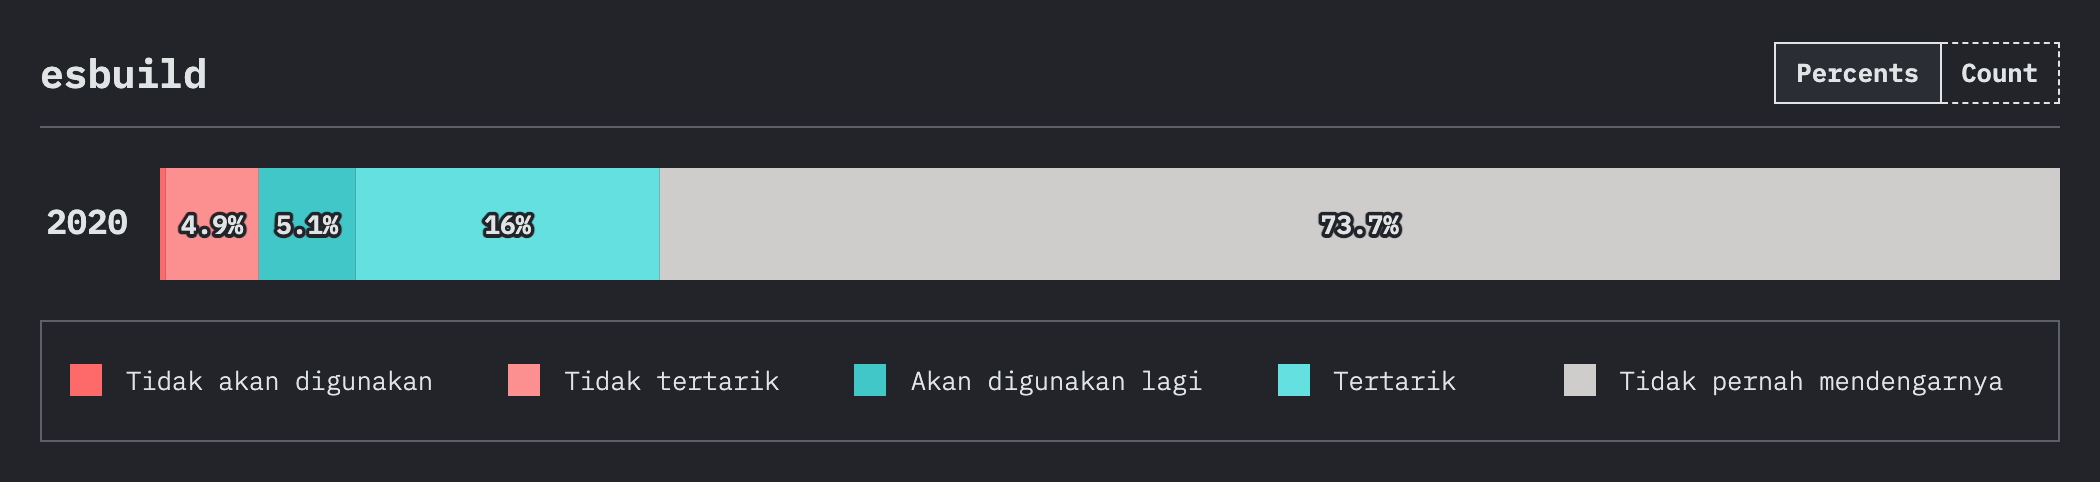 esbuild
Percents Count
2020 4.9% 5.1% 16% 73.7%
Tidak akan digunakan Tidak tertarik Akan digunakan lagi Tertarik Tidak pernah mendengarnya